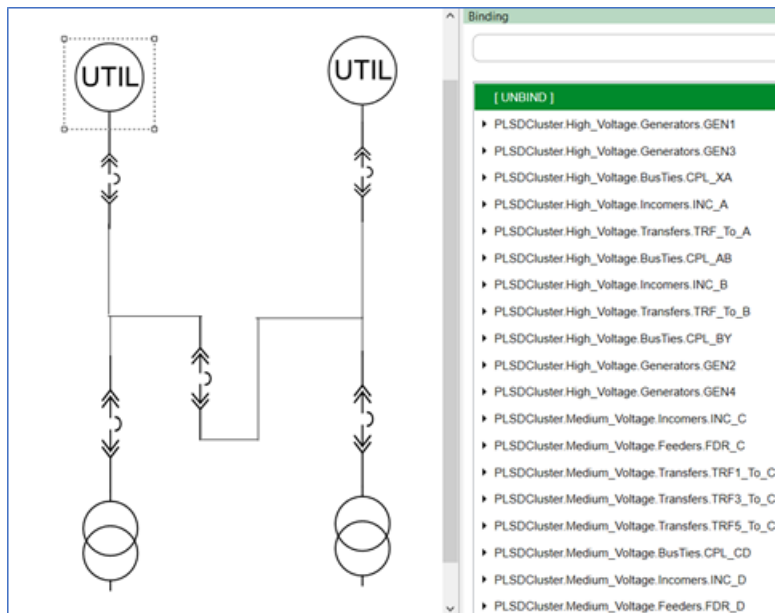 UTIL
UTIL
Binding
[ UNBIND ]
PLSDCluster.High_Voltage.Generators.GEN1
PLSDCluster.High_Voltage.Generators.GEN3
PLSDCluster.High_Voltage.BusTies.CPL_XA
PLSDCluster.High_Voltage.Incomers.INC_A
PLSDCluster.High_Voltage.Transfers.TRF_To_A
PLSDCluster.High_Voltage.BusTies.CPL_AB
PLSDCluster.High_Voltage.Incomers.INC_B
PLSDCluster.High_Voltage.Transfers.TRF_To_B
PLSDCluster.High_Voltage.BusTies.CPL_BY
PLSDCluster.High_Voltage.Generators.GEN2
PLSDCluster.High_Voltage.Generators.GEN4
PLSDCluster.Medium_Voltage.Incomers.INC_C
PLSDCluster.Medium_Voltage.Feeders.FDR_C
PLSDCluster.Medium_Voltage.Transfers.TRF1_To_C
PLSDCluster.Medium_Voltage.Transfers.TRF3_To_C
PLSDCluster.Medium_Voltage.Transfers.TRF5_To_C
PLSDCluster.Medium_Voltage.BusTies.CPL_CD
PLSDCluster.Medium_Voltage.Incomers.INC_D
PLSDCluster.Medium_Voltage.Feeders.FDR_D